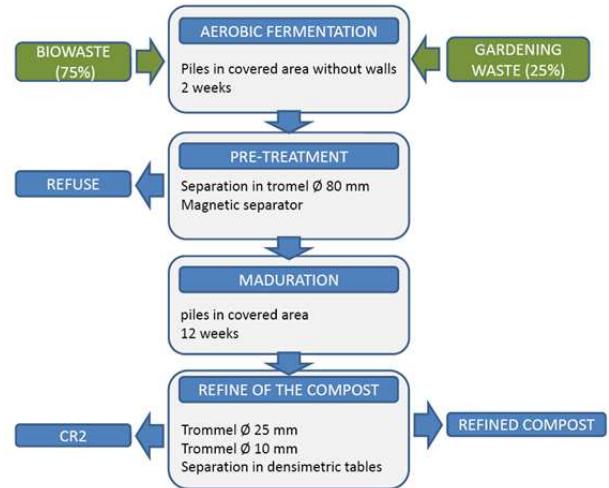 AEROBIC FERMENTATION
BIOWASTE
(75%)
GARDENING
WASTE (25%)
Piles in covered area without walls
2 weeks
PRE-TREATMENT
REFUSE
Separation in tromel Ø 80 mm
Magnetic separator
MADURATION
piles in covered area
12 weeks
REFINE OF THE COMPOST
CR2
Trommel Ø 25 mm
Trommel Ø 10 mm
Separation in densimetric tables
REFINED COMPOST